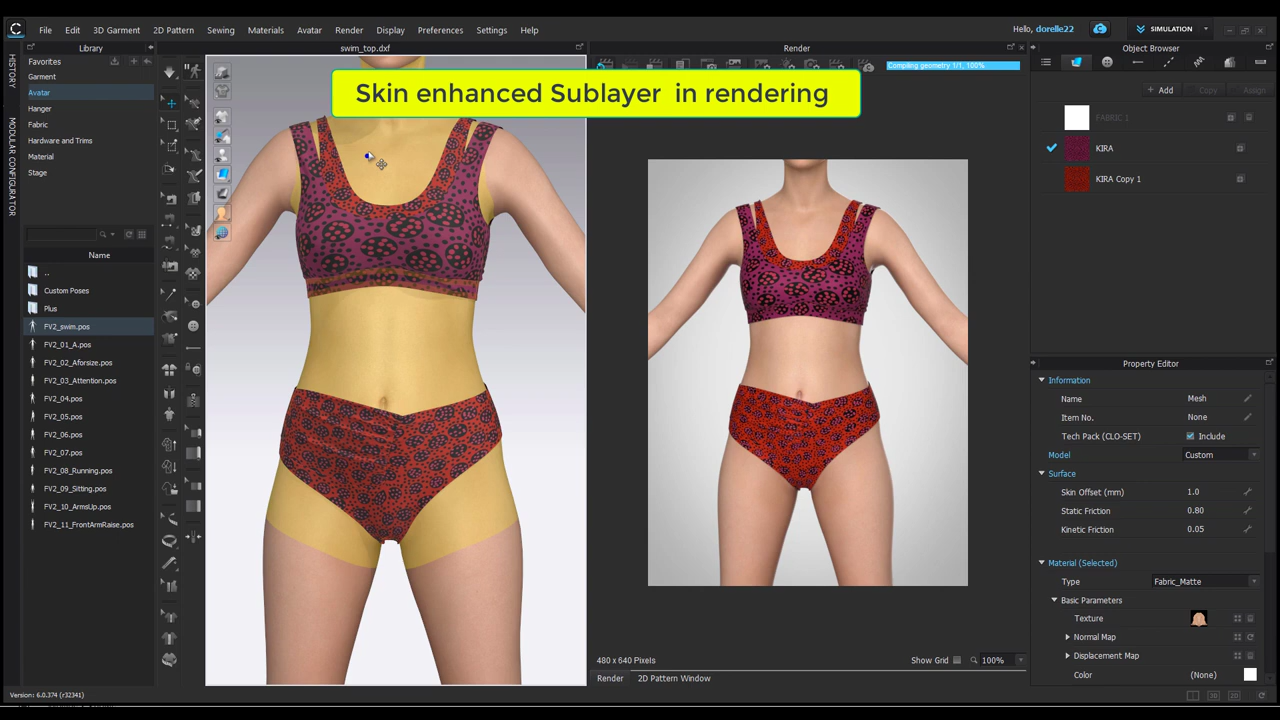 File Edit 3D Garment 2D Pattern Sewing Materials Avatar Render Display Preferences Settings Help
Hello, dorelle22
SIMULATION
HISTORY
MODULAR CONFIGURATOR
Library
Favorites
Garment
Avatar
Hanger
Fabric
Hardware and Trims
Material
Stage
Name
..
Custom Poses
Plus
FV2_swim.pos
FV2_01_A.pos
FV2_02_Aforsize.pos
FV2_03_Attention.pos
FV2_04.pos
FV2_05.pos
FV2_06.pos
FV2_07.pos
FV2_08_Running.pos
FV2_09_Sitting.pos
FV2_10_ArmsUp.pos
FV2_11_FrontArmRaise.pos
swim_top.dxf
Skin enhanced Sublayer in rendering
Render
Compiling geometry 1/1, 100%
480 x 640 Pixels
Show Grid
100%
Render
2D Pattern Window
Object Browser
+ Add Copy Assign
FABRIC 1
KIRA
KIRA Copy 1
Property Editor
Information
Name Mesh
Item No. None
Tech Pack (CLO-SET) Include
Model Custom
Surface
Skin Offset (mm) 1.0
Static Friction 0.80
Kinetic Friction 0.05
Material (Selected)
Type Fabric_Matte
Basic Parameters
Texture
Normal Map
Displacement Map
Color (None)
Version: 6.0.374 (r32341)
3D
2D